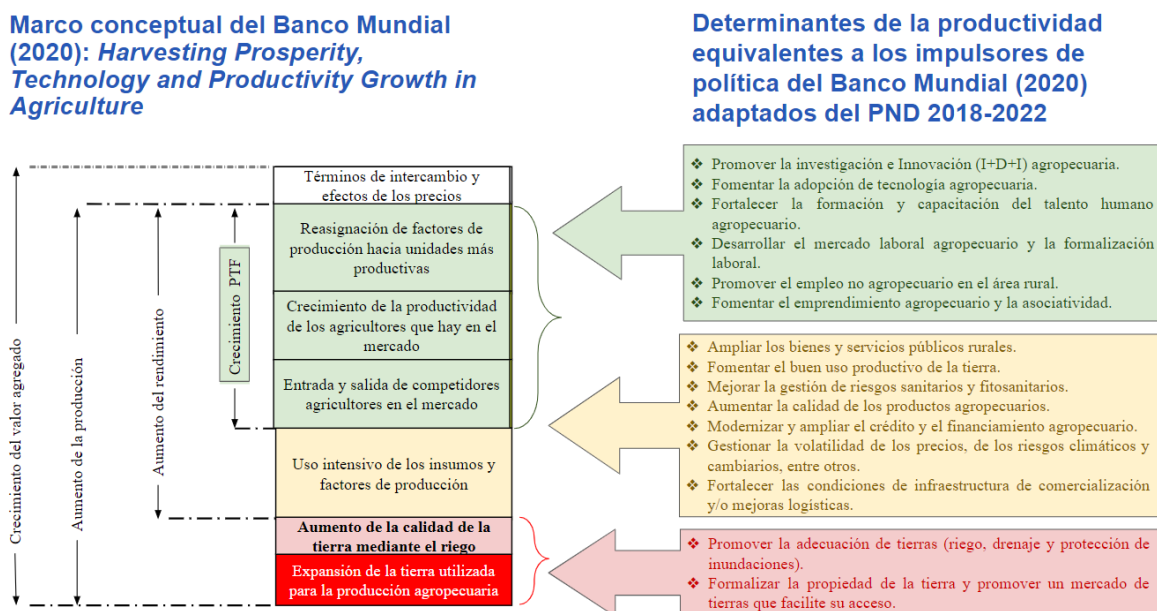 Marco conceptual del Banco Mundial
(2020): Harvesting Prosperity,
Technology and Productivity Growth in
Agriculture
Determinantes de la productividad
equivalentes a los impulsores de
política del Banco Mundial (2020)
adaptados del PND 2018-2022
Crecimiento del valor agregado
Aumento de la producción
Aumento del rendimiento
Crecimiento PTF
Términos de intercambio y
efectos de los precios
Reasignación de factores de
producción hacia unidades más
productivas
Crecimiento de la productividad
de los agricultores que hay en el
mercado
Entrada y salida de competidores
agricultores en el mercado
Uso intensivo de los insumos y
factores de producción
Aumento de la calidad de la
tierra mediante el riego
Expansión de la tierra utilizada
para la producción agropecuaria
❖ Promover la investigación e Innovación (I+D+I) agropecuaria.
❖ Fomentar la adopción de tecnología agropecuaria.
❖ Fortalecer la formación y capacitación del talento humano
agropecuario.
❖ Desarrollar el mercado laboral agropecuario y la formalización
laboral.
❖ Promover el empleo no agropecuario en el área rural.
❖ Fomentar el emprendimiento agropecuario y la asociatividad.
❖ Ampliar los bienes y servicios públicos rurales.
❖ Fomentar el buen uso productivo de la tierra.
❖ Mejorar la gestión de riesgos sanitarios y fitosanitarios.
❖ Aumentar la calidad de los productos agropecuarios.
❖ Modernizar y ampliar el crédito y el financiamiento agropecuario.
❖ Gestionar la volatilidad de los precios, de los riesgos climáticos y
cambiarios, entre otros.
❖ Fortalecer las condiciones de infraestructura de comercialización
y/o mejoras logísticas.
❖ Promover la adecuación de tierras (riego, drenaje y protección de
inundaciones).
❖ Formalizar la propiedad de la tierra y promover un mercado de
tierras que facilite su acceso.